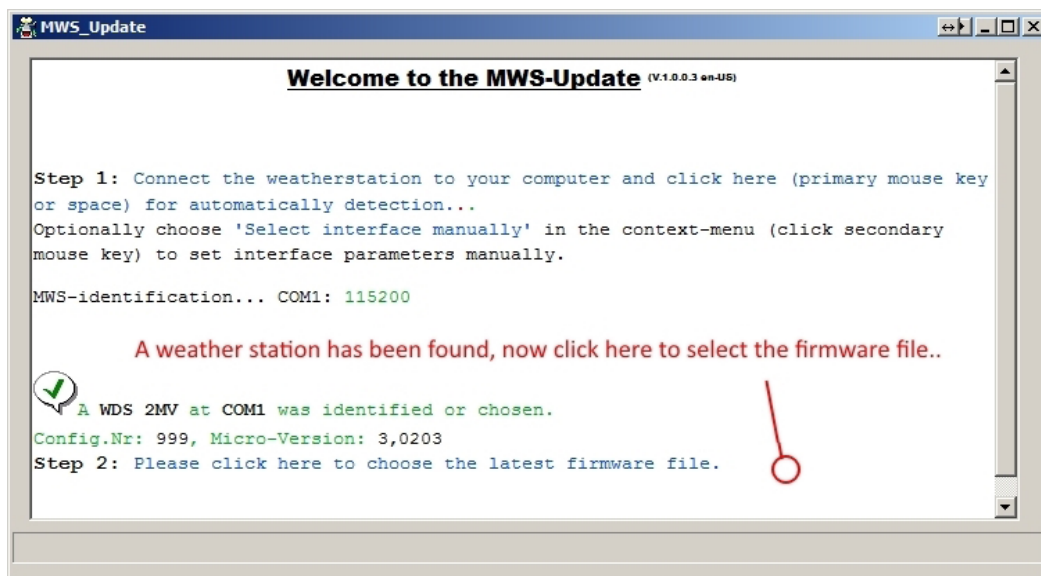 MWS_Update
Welcome to the MWS-Update (V.1.0.0.3 en-US)
Step 1: Connect the weatherstation to your computer and click here (primary mouse key
or space) for automatically detection...
Optionally choose 'Select interface manually' in the context-menu (click secondary
mouse key) to set interface parameters manually.
MWS-identification... COM1: 115200
A weather station has been found, now click here to select the firmware file..
A WDS 2MV at COM1 was identified or chosen.
Config.Nr: 999, Micro-Version: 3,0203
Step 2: Please click here to choose the latest firmware file.